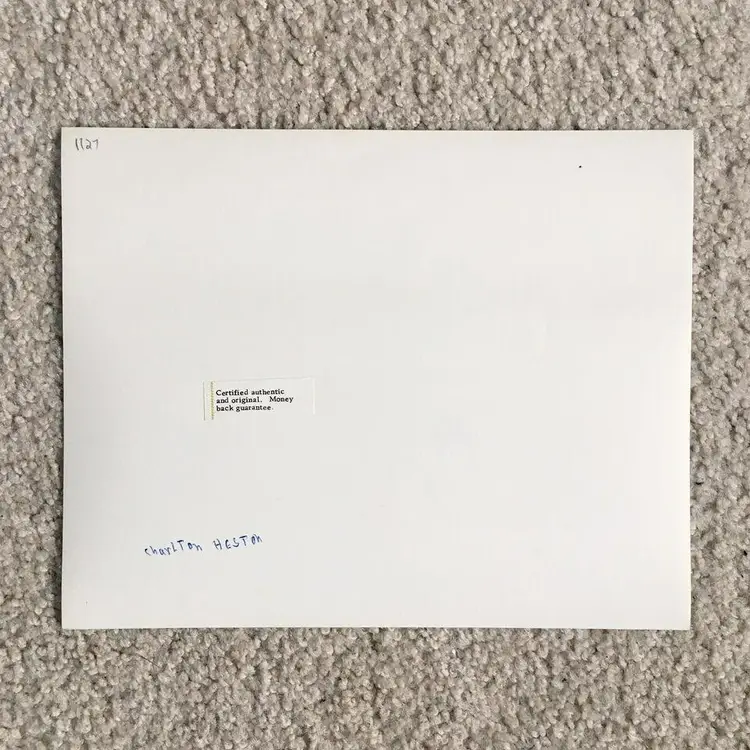 1127
Certified authentic
and original. Money
back guarantee.
charlTon HESTon